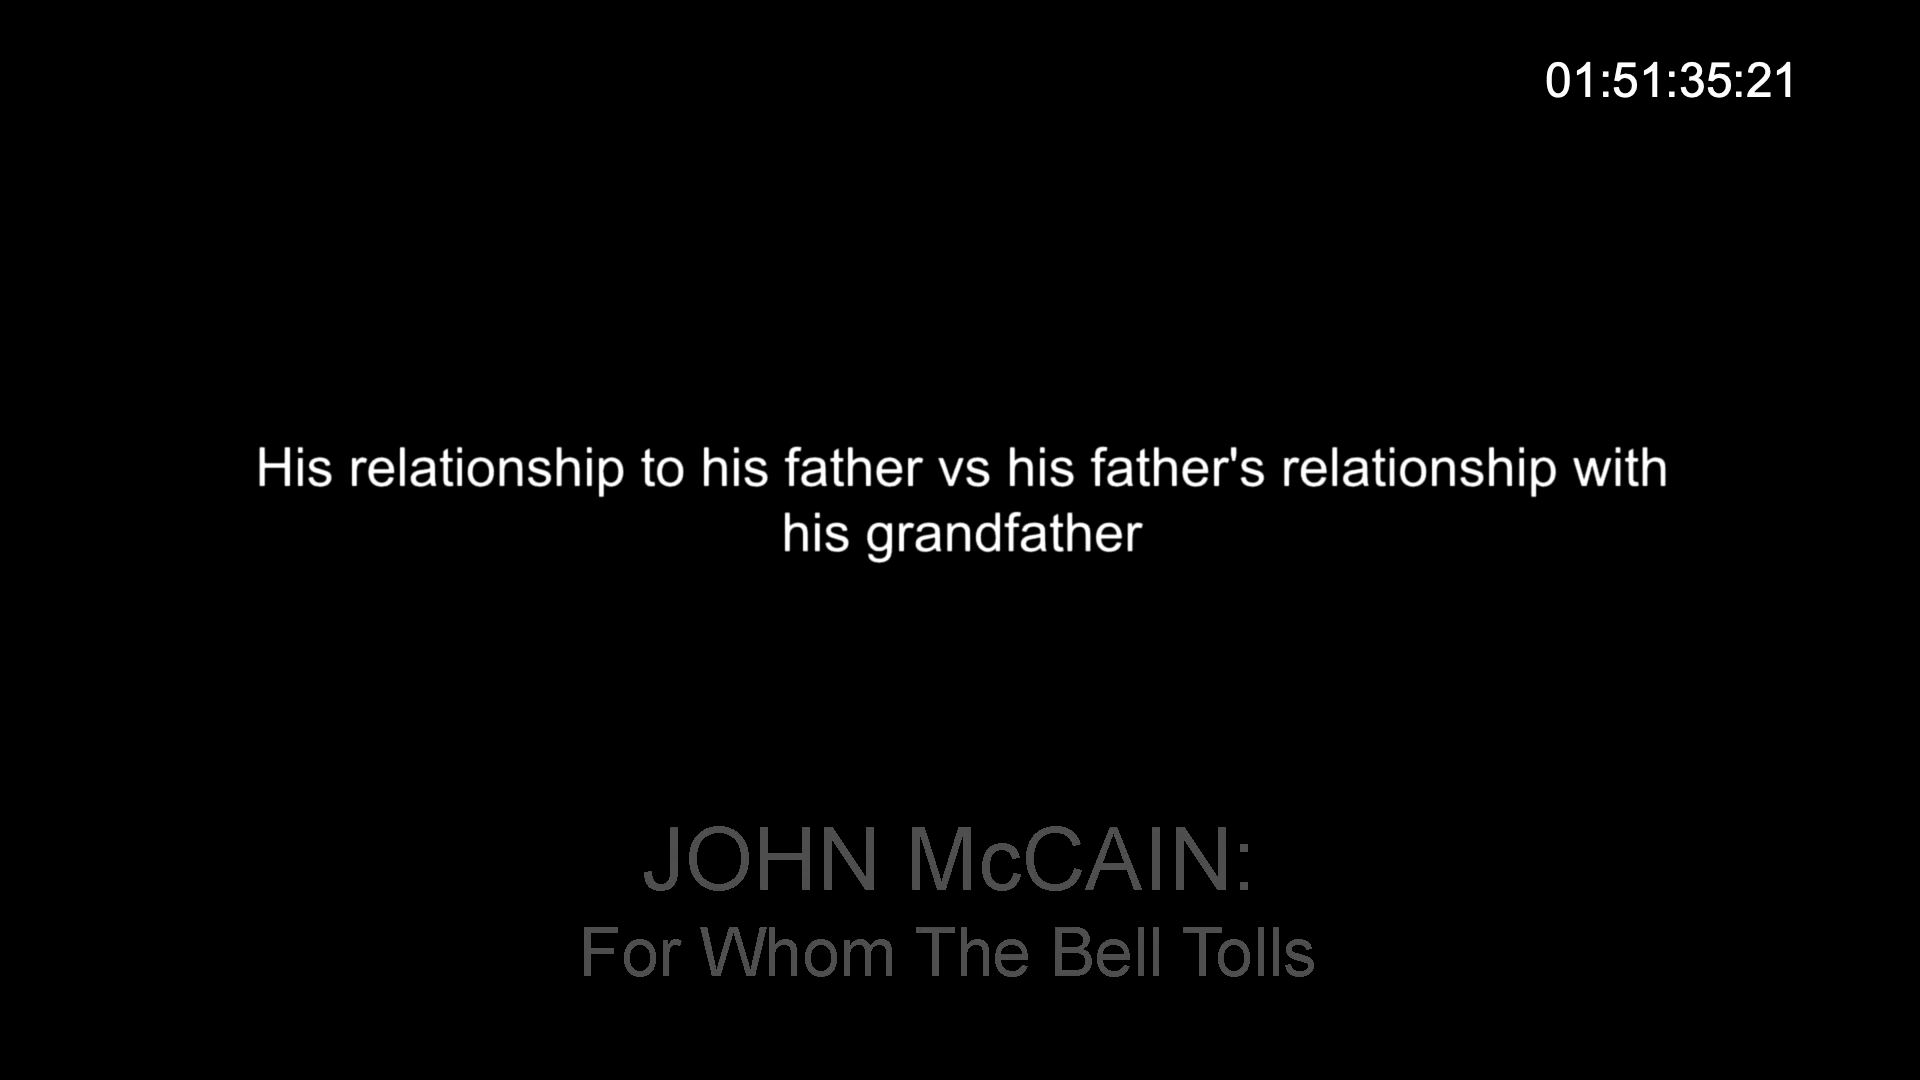 01:51:35:21
His relationship to his father vs his father's relationship with
his grandfather
JOHN McCAIN:
For Whom The Bell Tolls